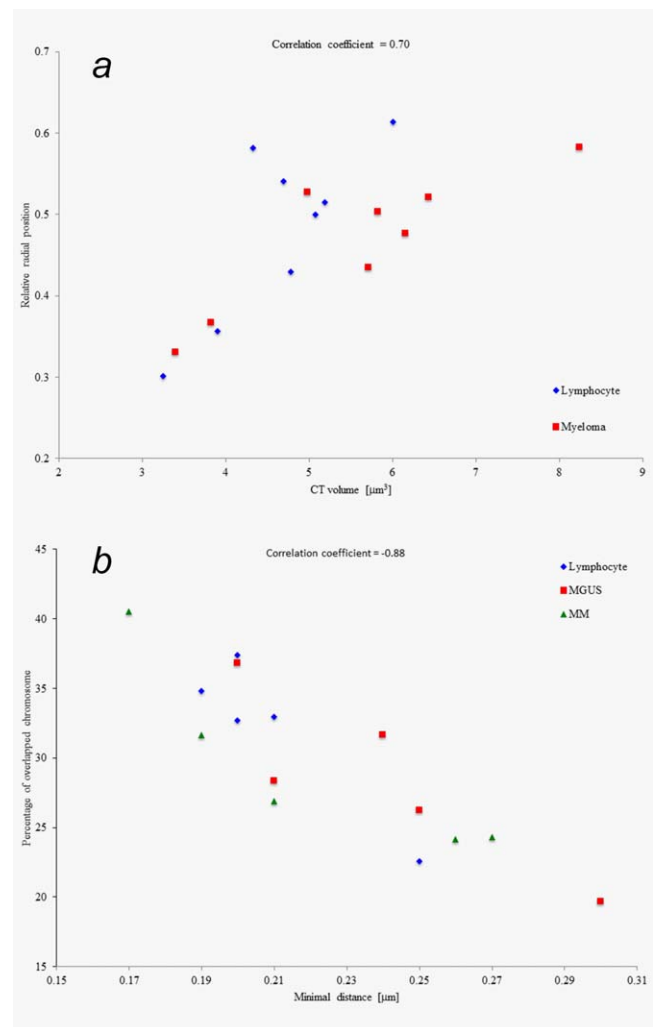 a
Correlation coefficient = 0.70
0.7
0.6
0.5
0.4
0.3
0.2
Relative radial position
Lymphocyte
Myeloma
2 3 4 5 6 7 8 9
CT volume [μm³]
b
Correlation coefficient = -0.88
45
40
35
30
25
20
15
Percentage of overlapped chromosome
Lymphocyte
MGUS
MM
0.15 0.17 0.19 0.21 0.23 0.25 0.27 0.29 0.31
Minimal distance [μm]